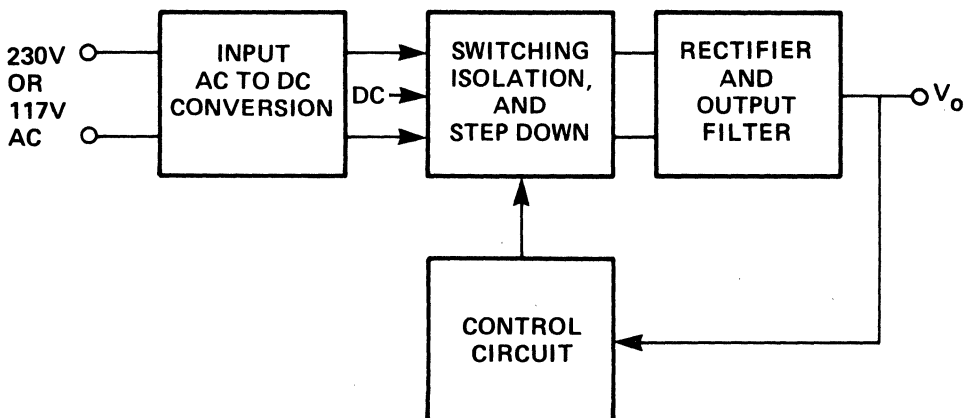 230V
OR
117V
AC
INPUT
AC TO DC
CONVERSION
DC
SWITCHING
ISOLATION,
AND
STEP DOWN
RECTIFIER
AND
OUTPUT
FILTER
Vo
CONTROL
CIRCUIT